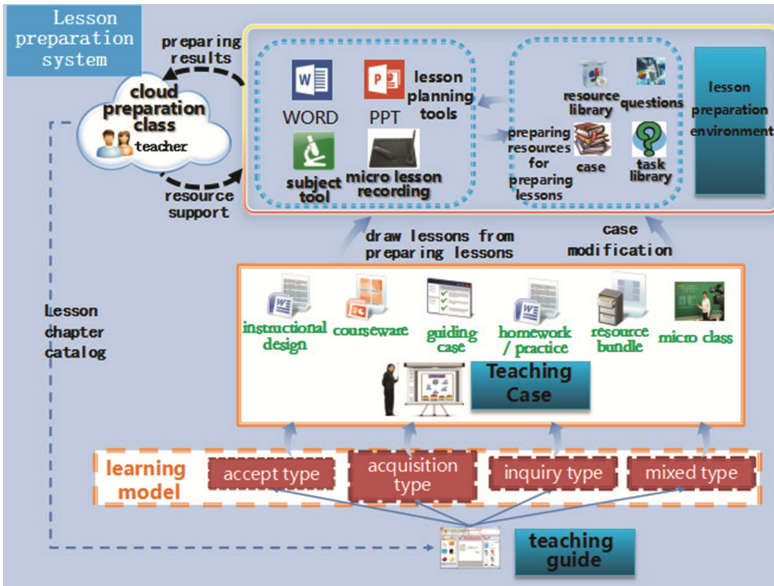 Lesson
preparation
system
preparing
results
cloud
preparation
class
teacher
resource
support
WORD
PPT
lesson
planning
tools
subject
tool
micro lesson
recording
resource
library
questions
preparing
resources
for
preparing
lessons
case
task
library
lesson
preparation
environment
draw lessons from
preparing lessons
case
modification
Lesson
chapter
catalog
instructional
design
courseware
guiding
case
homework
/ practice
resource
bundle
micro class
Teaching
Case
learning
model
accept type
acquisition
type
inquiry type
mixed type
teaching
guide